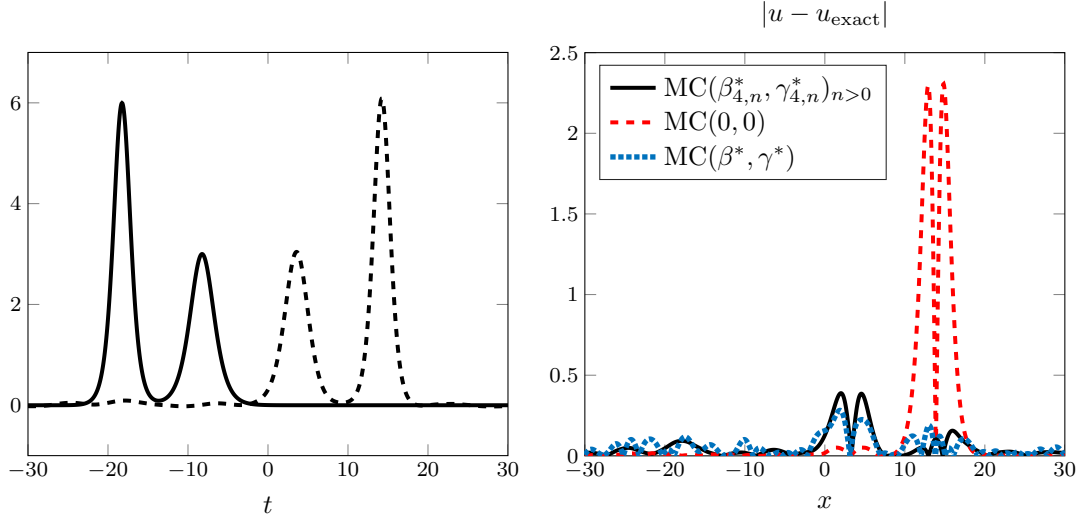 |u − u_exact|
6
4
2
0
−30 −20 −10 0 10 20 30
t
2.5
2
1.5
1
0.5
0
MC(β*_{4,n}, γ*_{4,n})_{n>0}
MC(0, 0)
MC(β*, γ*)
−30 −20 −10 0 10 20 30
x